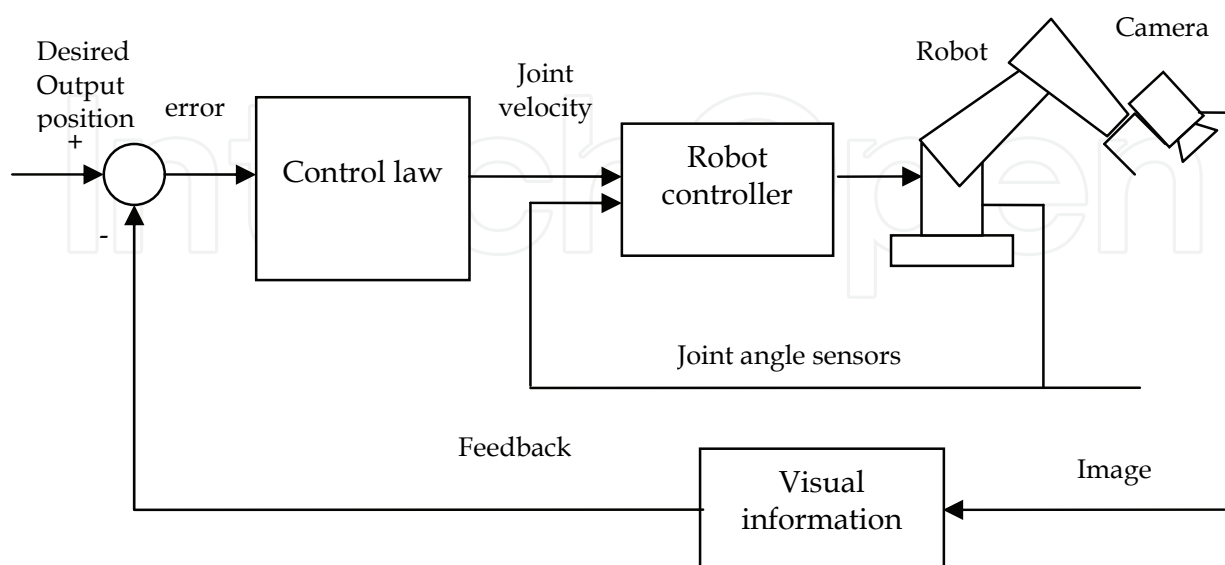 Desired
Output
position
+
-
error
Control law
Joint
velocity
Robot
controller
Robot
Camera
Joint angle sensors
Feedback
Visual
information
Image
IntechOpen